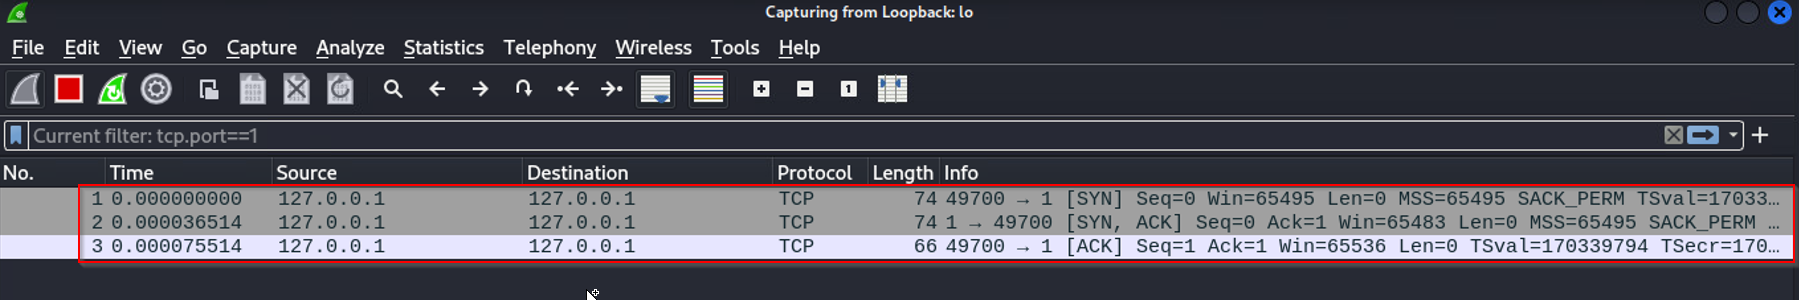 Capturing from Loopback: lo
File Edit View Go Capture Analyze Statistics Telephony Wireless Tools Help
Current filter: tcp.port==1
No. Time Source Destination Protocol Length Info
1 0.000000000 127.0.0.1 127.0.0.1 TCP 74 49700 → 1 [SYN] Seq=0 Win=65495 Len=0 MSS=65495 SACK_PERM TSval=17033…
2 0.000036514 127.0.0.1 127.0.0.1 TCP 74 1 → 49700 [SYN, ACK] Seq=0 Ack=1 Win=65483 Len=0 MSS=65495 SACK_PERM …
3 0.000075514 127.0.0.1 127.0.0.1 TCP 66 49700 → 1 [ACK] Seq=1 Ack=1 Win=65536 Len=0 TSval=170339794 TSecr=170…